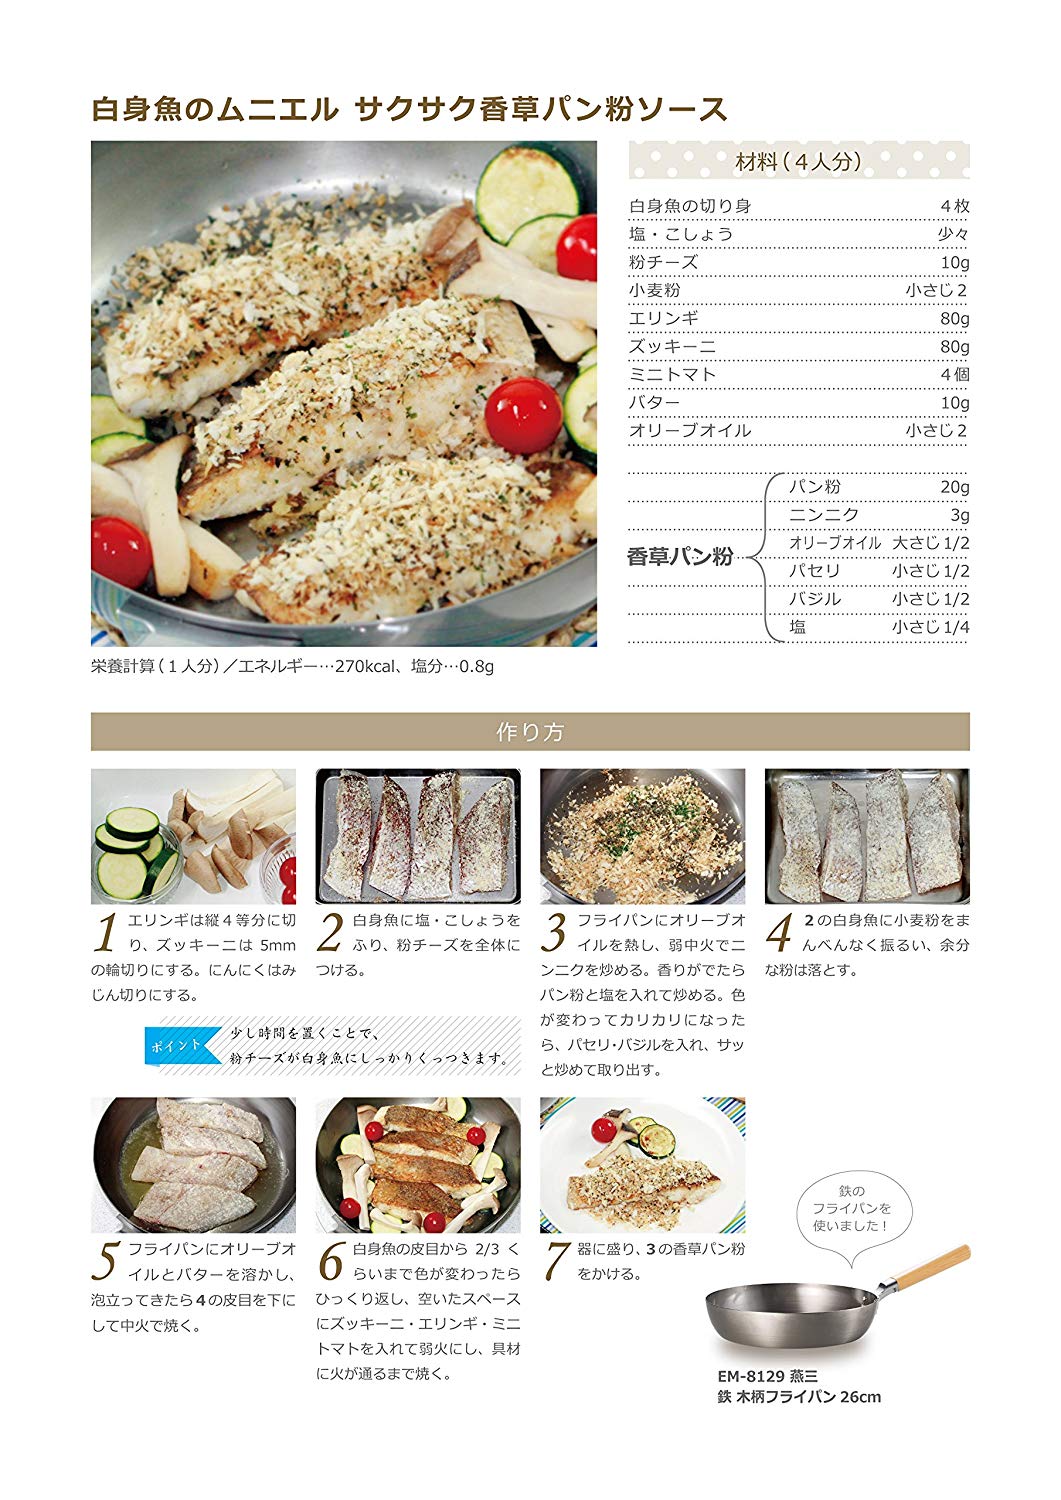 白身魚のムニエル サクサク香草パン粉ソース
材料（４人分）
白身魚の切り身 ４枚
塩・こしょう 少々
粉チーズ 10g
小麦粉 小さじ２
エリンギ 80g
ズッキーニ 80g
ミニトマト ４個
バター 10g
オリーブオイル 小さじ２
香草パン粉
パン粉 20g
ニンニク 3g
オリーブオイル 大さじ1/2
パセリ 小さじ1/2
バジル 小さじ1/2
塩 小さじ1/4
栄養計算（１人分）／エネルギー…270kcal、塩分…0.8g
作り方
1 エリンギは縦４等分に切
り、ズッキーニは 5mm
の輪切りにする。にんにくはみ
じん切りにする。
2 白身魚に塩・こしょうを
ふり、粉チーズを全体に
つける。
ポイント
少し時間を置くことで、
粉チーズが白身魚にしっかりくっつきます。
3 フライパンにオリーブオ
イルを熱し、弱中火でニ
ンニクを炒める。香りがでたら
パン粉と塩を入れて炒める。色
が変わってカリカリになった
ら、パセリ・バジルを入れ、サッ
と炒めて取り出す。
4 2の白身魚に小麦粉をま
んべんなく振るい、余分
な粉は落とす。
5 フライパンにオリーブオ
イルとバターを溶かし、
泡立ってきたら4の皮目を下に
して中火で焼く。
6 白身魚の皮目から 2/3 く
らいまで色が変わったら
ひっくり返し、空いたスペース
にズッキーニ・エリンギ・ミニ
トマトを入れて弱火にし、具材
に火が通るまで焼く。
7 器に盛り、3の香草パン粉
をかける。
鉄の
フライパンを
使いました！
EM-8129 燕三
鉄 木柄フライパン 26cm